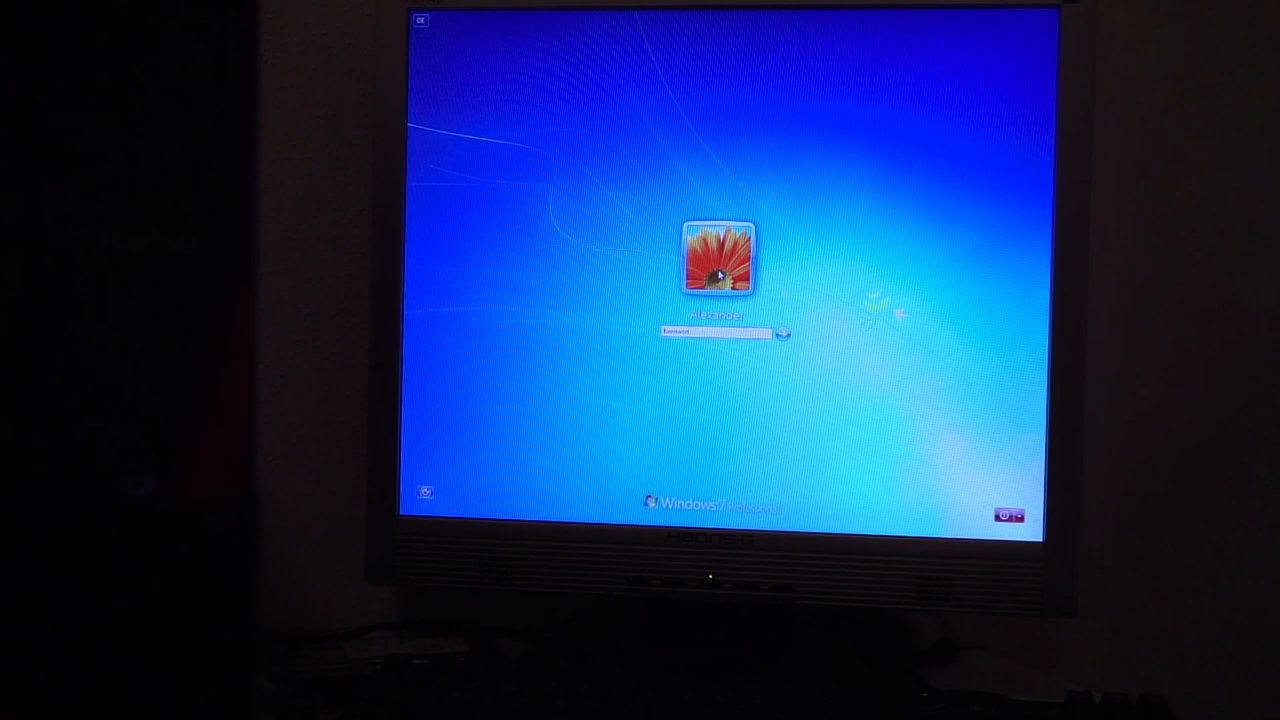 DE
Alexander
Kennwort
Windows 7 Professional
HANNS-G